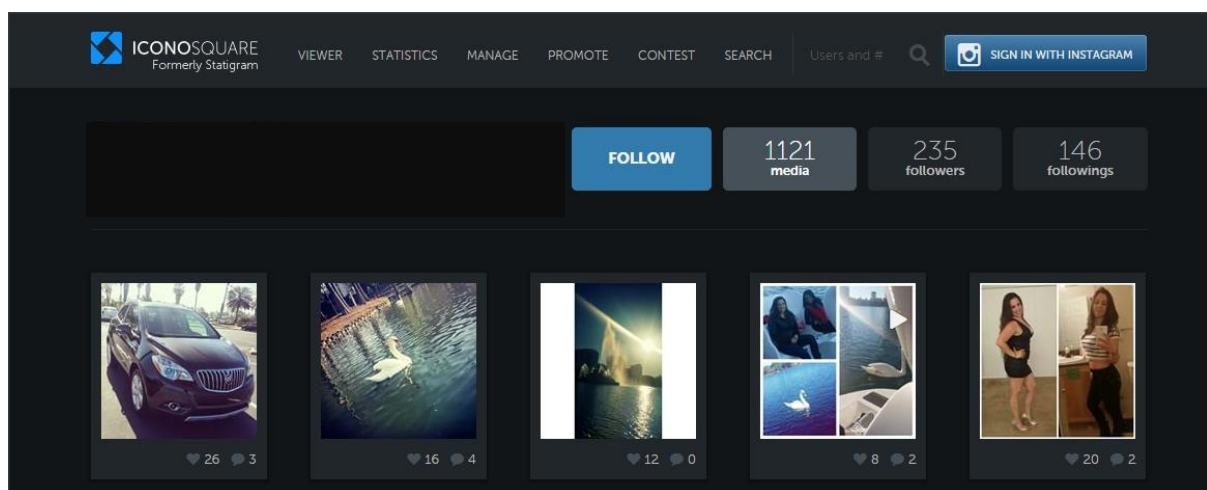 ICONOSQUARE
Formerly Statigram
VIEWER STATISTICS MANAGE PROMOTE CONTEST SEARCH Users and # SIGN IN WITH INSTAGRAM
FOLLOW
1121
media
235
followers
146
followings
26 3
16 4
12 0
8 2
20 2